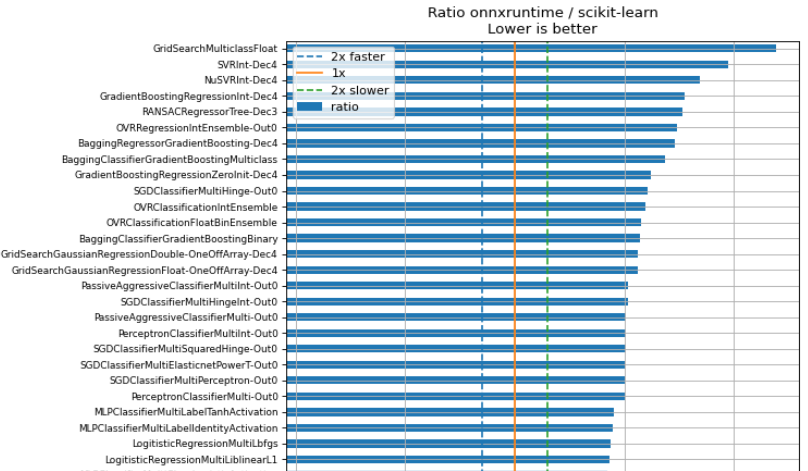 Ratio onnxruntime / scikit-learn
Lower is better
2x faster
1x
2x slower
ratio
GridSearchMulticlassFloat
SVRInt-Dec4
NuSVRInt-Dec4
GradientBoostingRegressionInt-Dec4
RANSACRegressorTree-Dec3
OVRRegressionIntEnsemble-Out0
BaggingRegressorGradientBoosting-Dec4
BaggingClassifierGradientBoostingMulticlass
GradientBoostingRegressionZeroInit-Dec4
SGDClassifierMultiHinge-Out0
OVRClassificationIntEnsemble
OVRClassificationFloatBinEnsemble
BaggingClassifierGradientBoostingBinary
GridSearchGaussianRegressionDouble-OneOffArray-Dec4
GridSearchGaussianRegressionFloat-OneOffArray-Dec4
PassiveAggressiveClassifierMultiInt-Out0
SGDClassifierMultiHingeInt-Out0
PassiveAggressiveClassifierMulti-Out0
PerceptronClassifierMultiInt-Out0
SGDClassifierMultiSquaredHinge-Out0
SGDClassifierMultiElasticnetPowerT-Out0
SGDClassifierMultiPerceptron-Out0
PerceptronClassifierMulti-Out0
MLPClassifierMultiLabelTanhActivation
MLPClassifierMultiLabelIdentityActivation
LogitisticRegressionMultiLbfgs
LogitisticRegressionMultiLiblinearL1